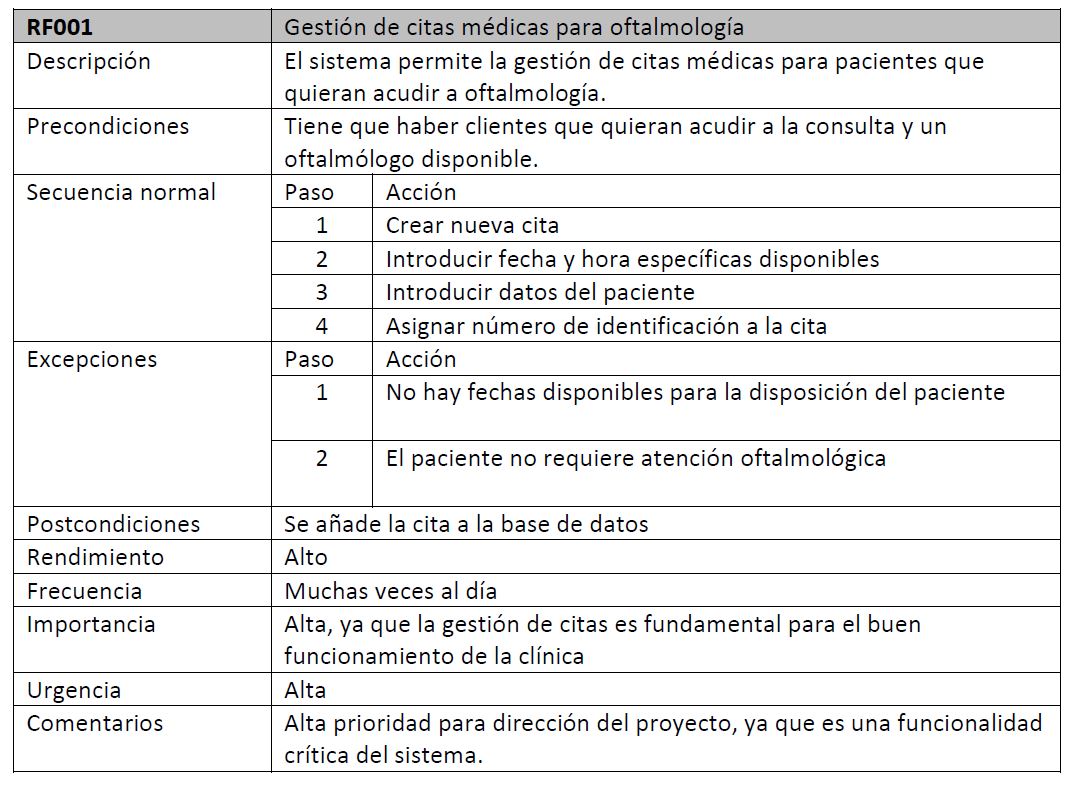 RF001 Gestión de citas médicas para oftalmología
Descripción El sistema permite la gestión de citas médicas para pacientes que
quieran acudir a oftalmología.
Precondiciones Tiene que haber clientes que quieran acudir a la consulta y un
oftalmólogo disponible.
Secuencia normal Paso Acción
1 Crear nueva cita
2 Introducir fecha y hora específicas disponibles
3 Introducir datos del paciente
4 Asignar número de identificación a la cita
Excepciones Paso Acción
1 No hay fechas disponibles para la disposición del paciente
2 El paciente no requiere atención oftalmológica
Postcondiciones Se añade la cita a la base de datos
Rendimiento Alto
Frecuencia Muchas veces al día
Importancia Alta, ya que la gestión de citas es fundamental para el buen
funcionamiento de la clínica
Urgencia Alta
Comentarios Alta prioridad para dirección del proyecto, ya que es una funcionalidad
crítica del sistema.